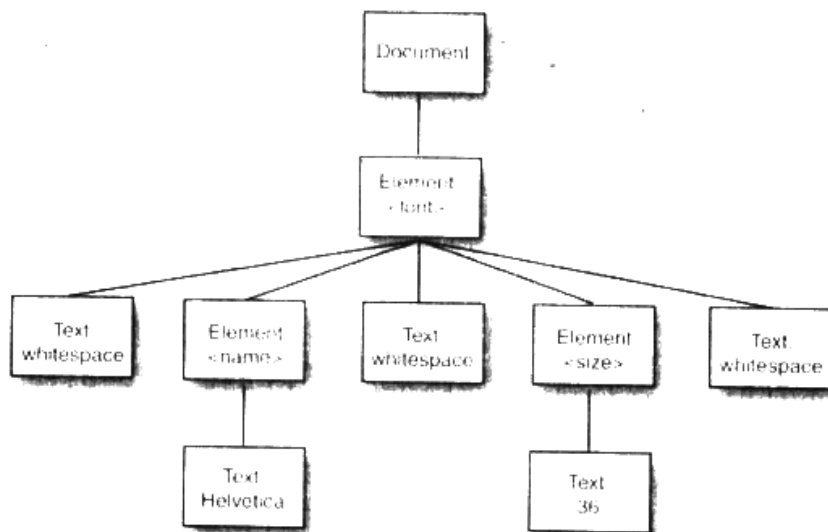 Document
Element
<font>
Text
whitespace
Element
<name>
Text
whitespace
Element
<size>
Text
whitespace
Text
Helvetica
Text
36